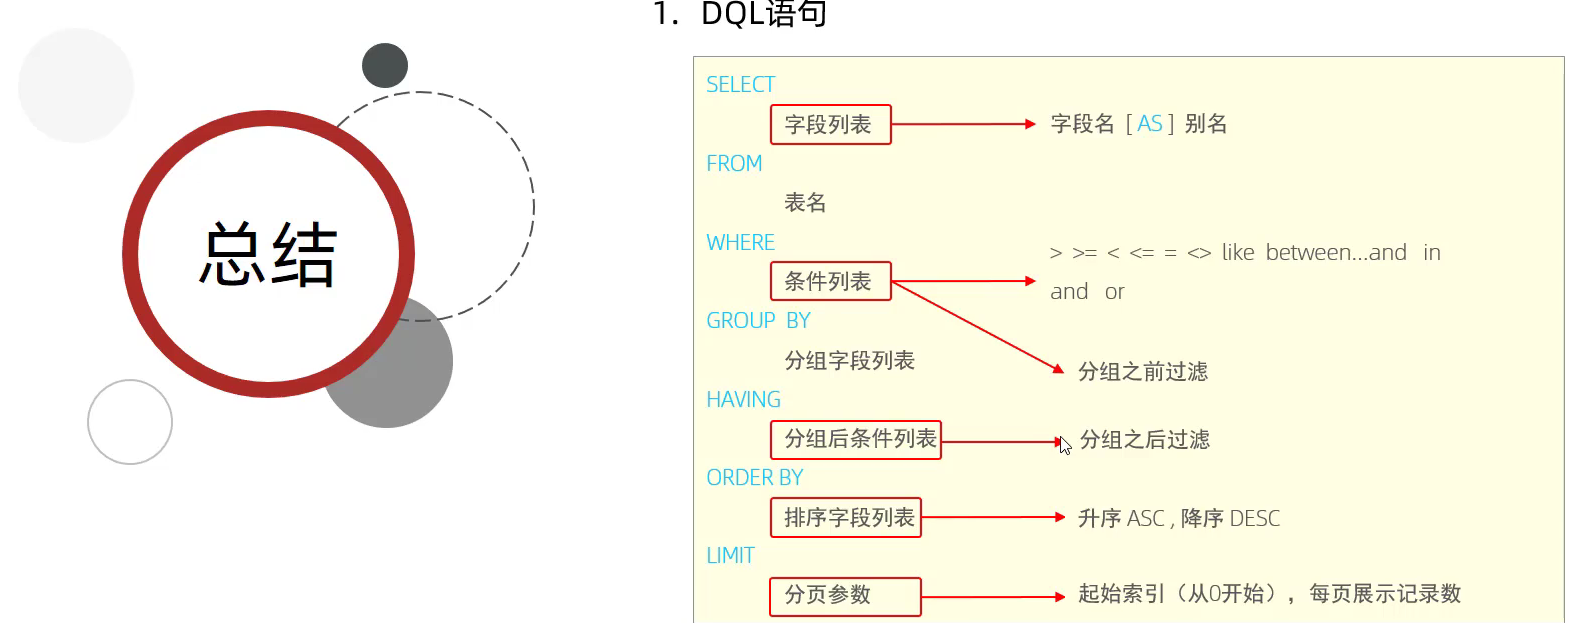 总结
1. DQL语句
SELECT
字段列表 字段名 [ AS ] 别名
FROM
表名
WHERE
条件列表 > >= < <= = <> like between...and in
and or
GROUP BY
分组字段列表 分组之前过滤
HAVING
分组后条件列表 分组之后过滤
ORDER BY
排序字段列表 升序 ASC , 降序 DESC
LIMIT
分页参数 起始索引（从0开始），每页展示记录数